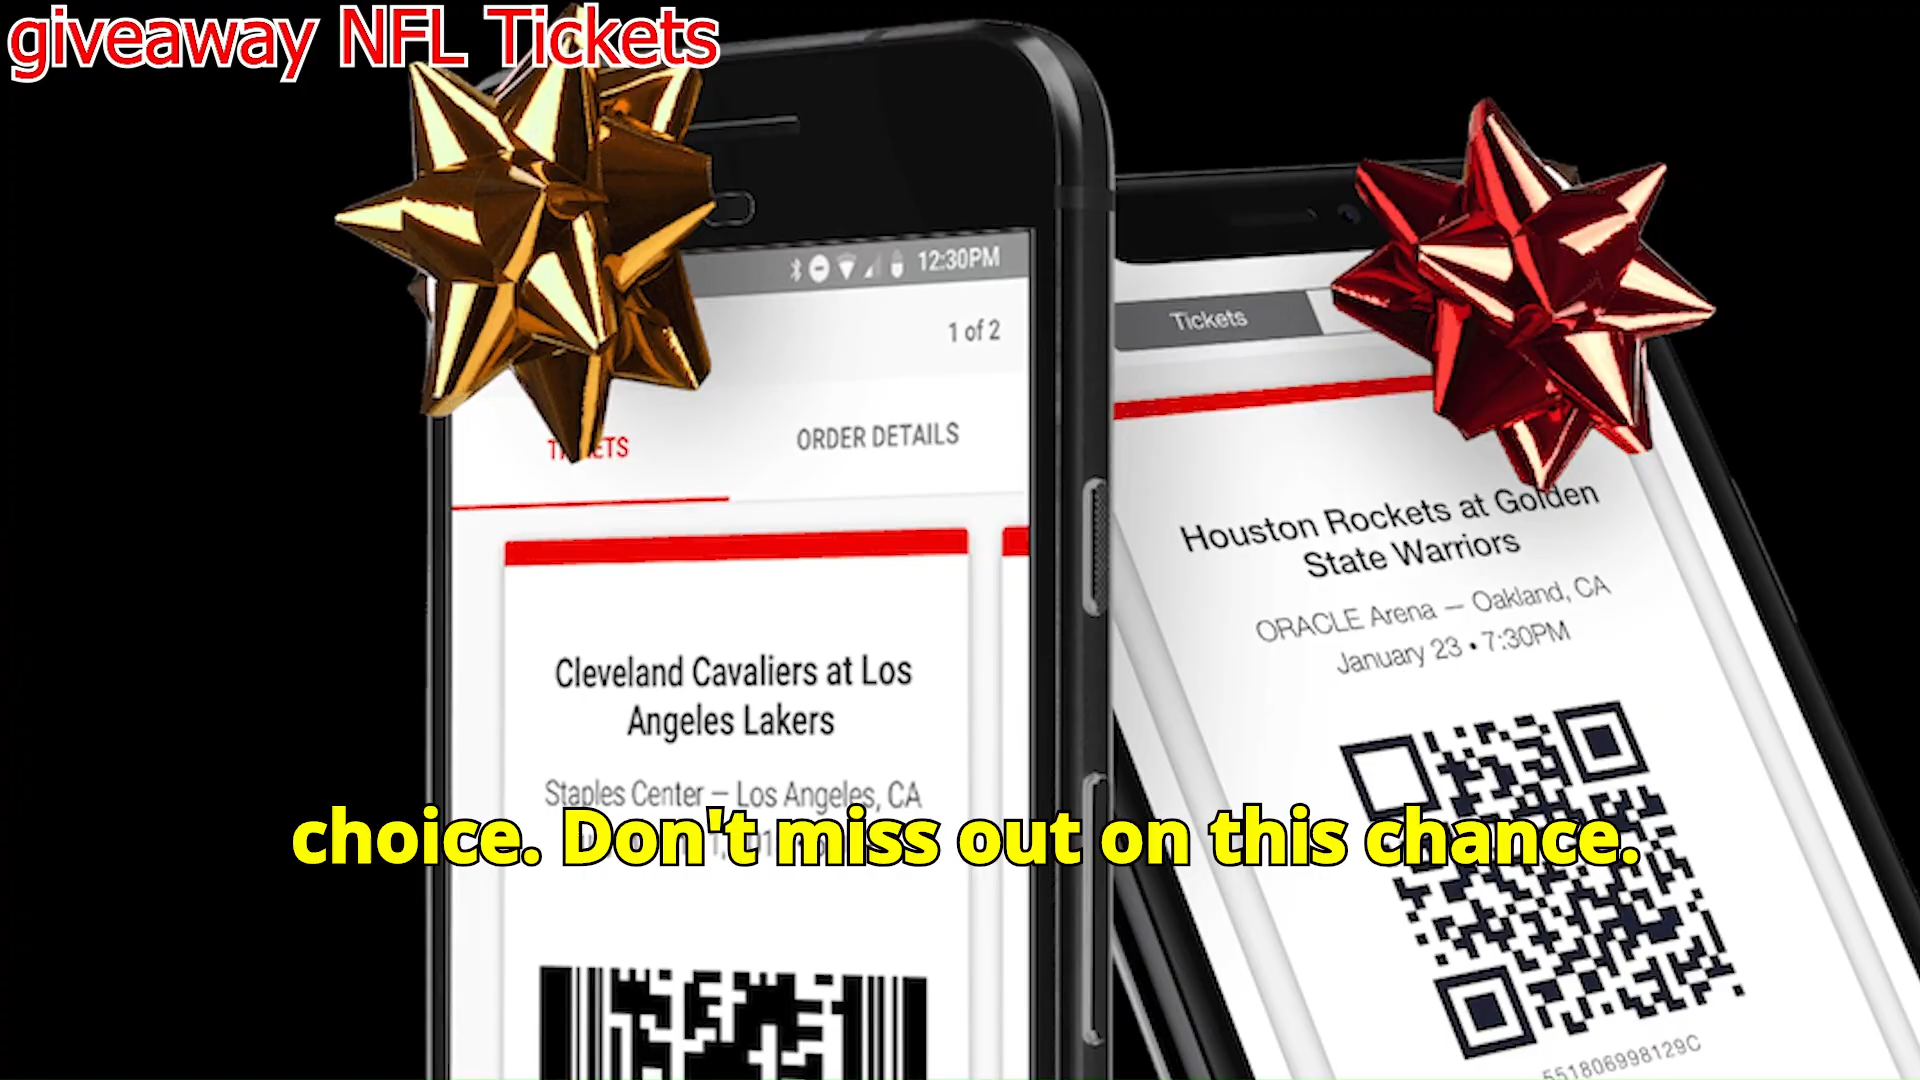 giveaway NFL Tickets
12:30PM
1 of 2
ORDER DETAILS
Cleveland Cavaliers at Los
Angeles Lakers
Staples Center – Los Angeles, CA
Tickets
Houston Rockets at Golden
State Warriors
ORACLE Arena – Oakland, CA
January 23 • 7:30PM
choice. Don't miss out on this chance.
551806998129C